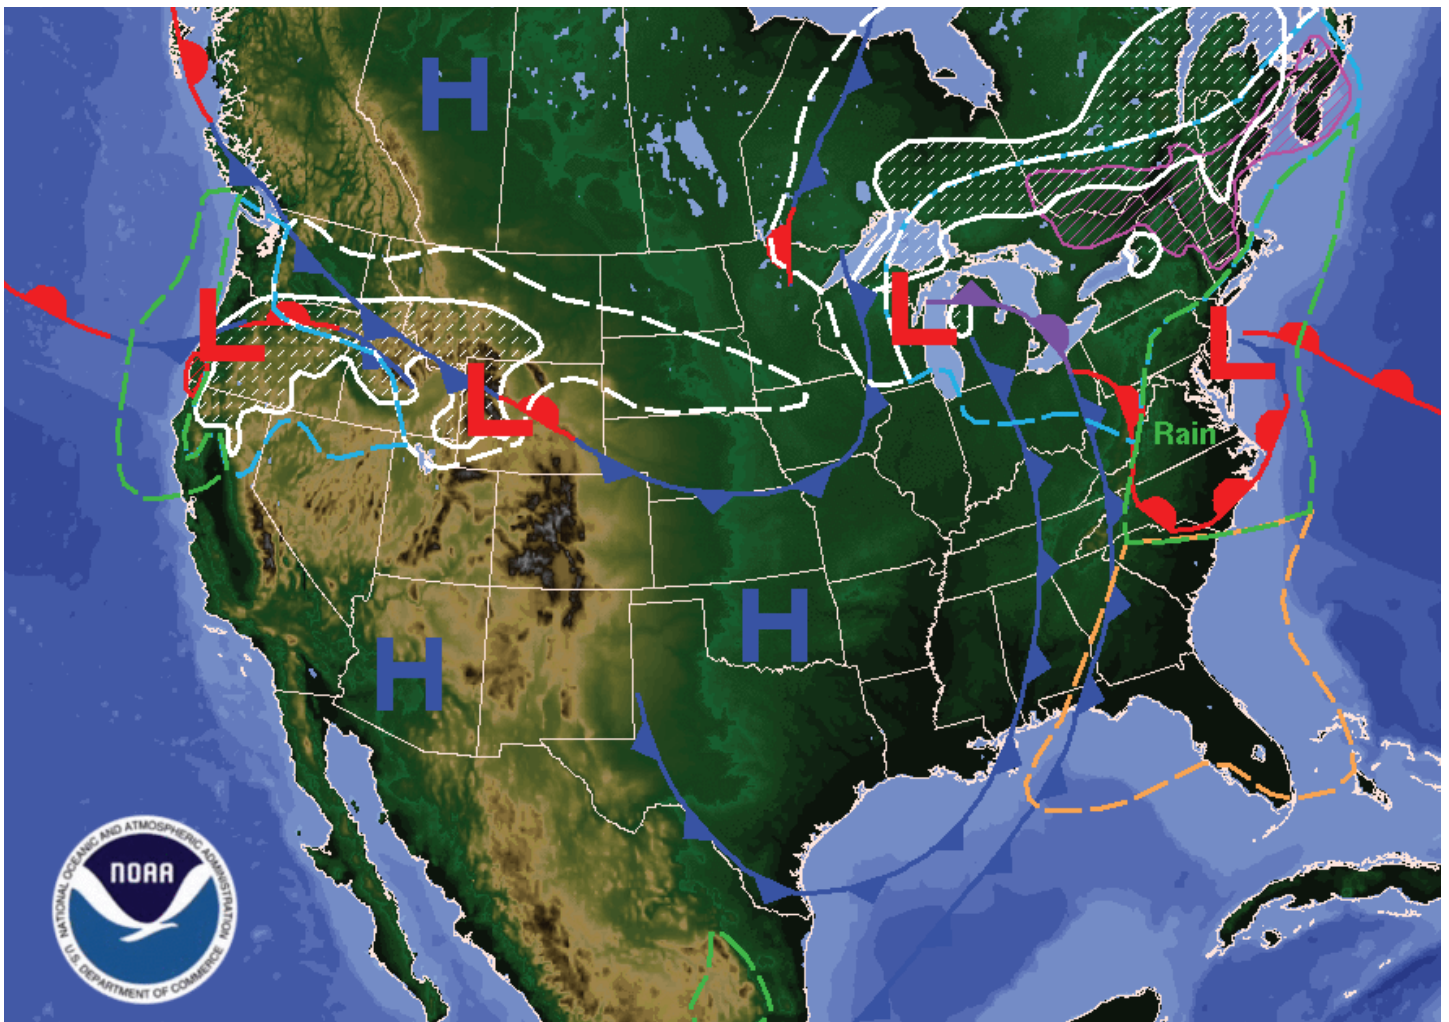 H
L
L
L
L
Rain
H
H
NATIONAL OCEANIC AND ATMOSPHERIC ADMINISTRATION
NOAA
U.S. DEPARTMENT OF COMMERCE